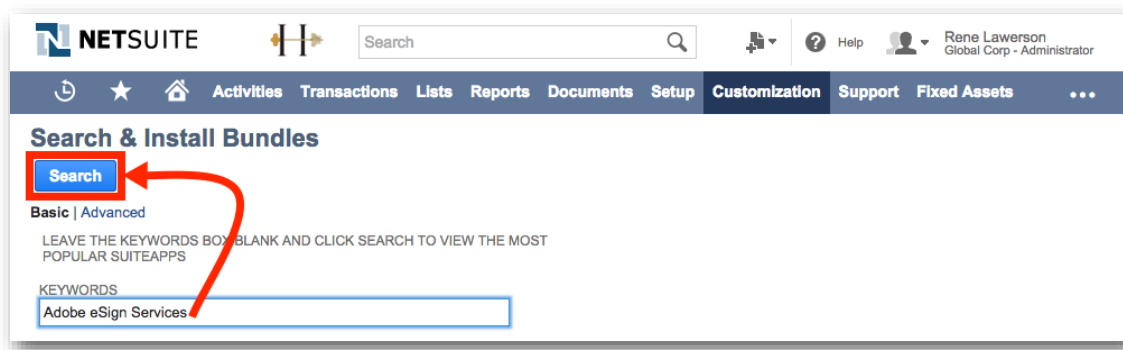 NETSUITE
Search
Help
Rene Lawerson
Global Corp - Administrator
Activities Transactions Lists Reports Documents Setup Customization Support Fixed Assets •••
Search & Install Bundles
Search
Basic | Advanced
LEAVE THE KEYWORDS BOX BLANK AND CLICK SEARCH TO VIEW THE MOST
POPULAR SUITEAPPS
KEYWORDS
Adobe eSign Services